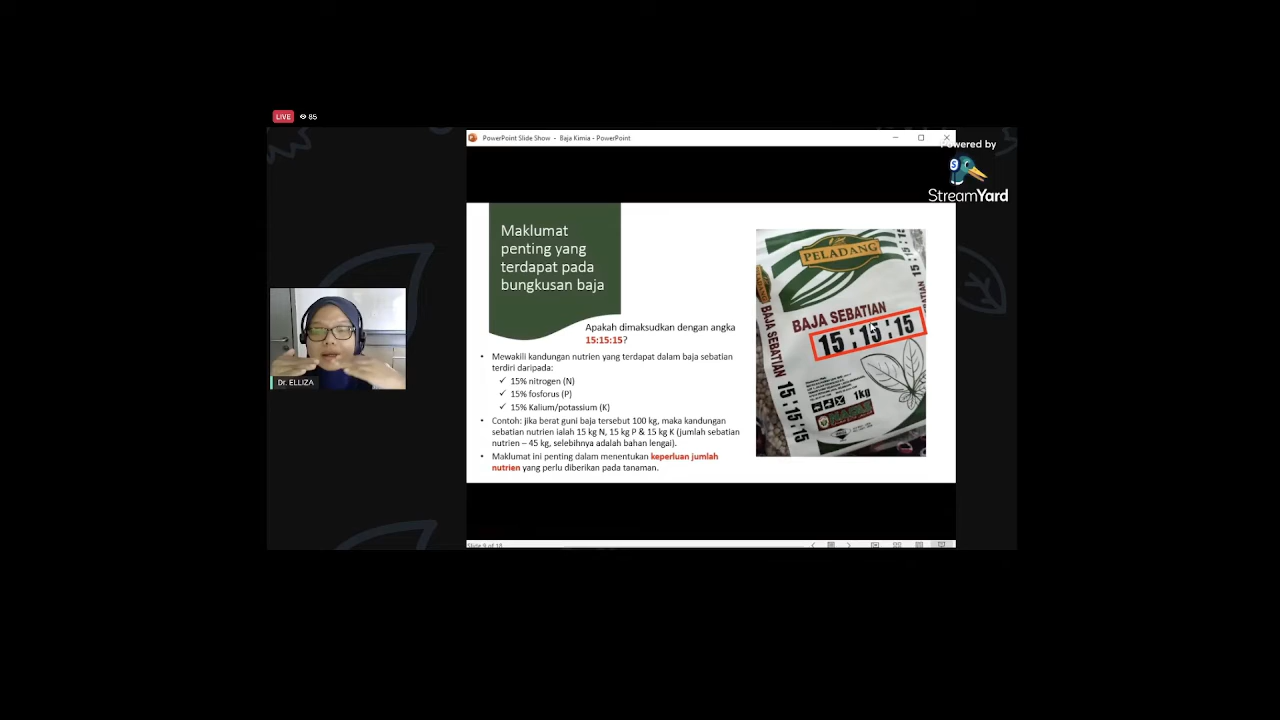 LIVE 85
PowerPoint Slide Show - Baja Kimia - PowerPoint
Powered by
StreamYard
Maklumat
penting yang
terdapat pada
bungkusan baja
Apakah dimaksudkan dengan angka
15:15:15?
• Mewakili kandungan nutrien yang terdapat dalam baja sebatian
terdiri daripada:
✓ 15% nitrogen (N)
✓ 15% fosforus (P)
✓ 15% Kalium/potassium (K)
• Contoh: Jika berat guni baja tersebut 100 kg, maka kandungan
sebatian nutrien ialah 15 kg N, 15 kg P & 15 kg K (jumlah sebatian
nutrien – 45 kg, selebihnya adalah bahan lengai).
• Maklumat ini penting dalam menentukan keperluan jumlah
nutrien yang perlu diberikan pada tanaman.
PELADANG
BAJA SEBATIAN
15:15:15
1kg
BAJA SEBATIAN 15:15:15
Dr. ELLIZA
Slide 9 of 18